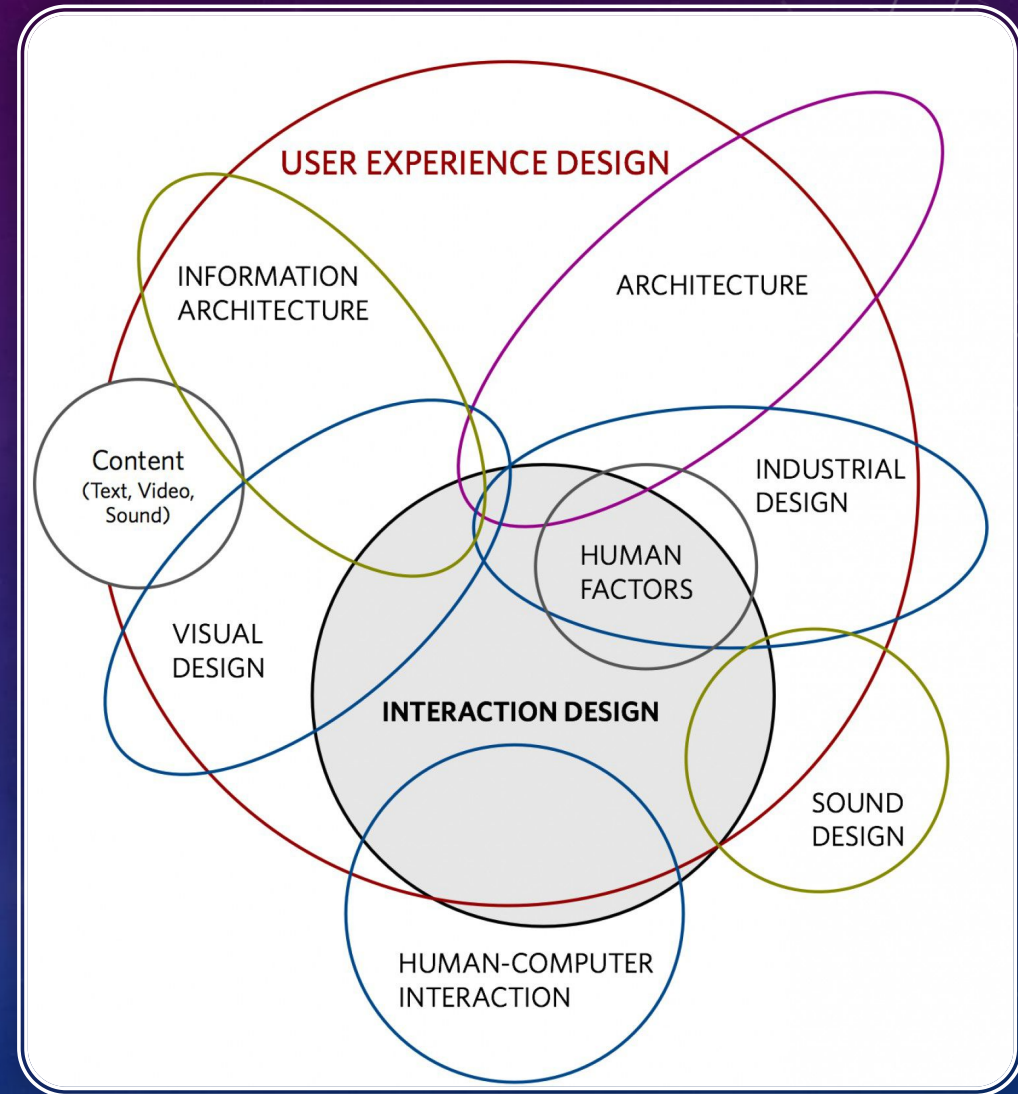 USER EXPERIENCE DESIGN
INFORMATION
ARCHITECTURE
ARCHITECTURE
Content
(Text, Video,
Sound)
INDUSTRIAL
DESIGN
HUMAN
FACTORS
VISUAL
DESIGN
INTERACTION DESIGN
SOUND
DESIGN
HUMAN-COMPUTER
INTERACTION